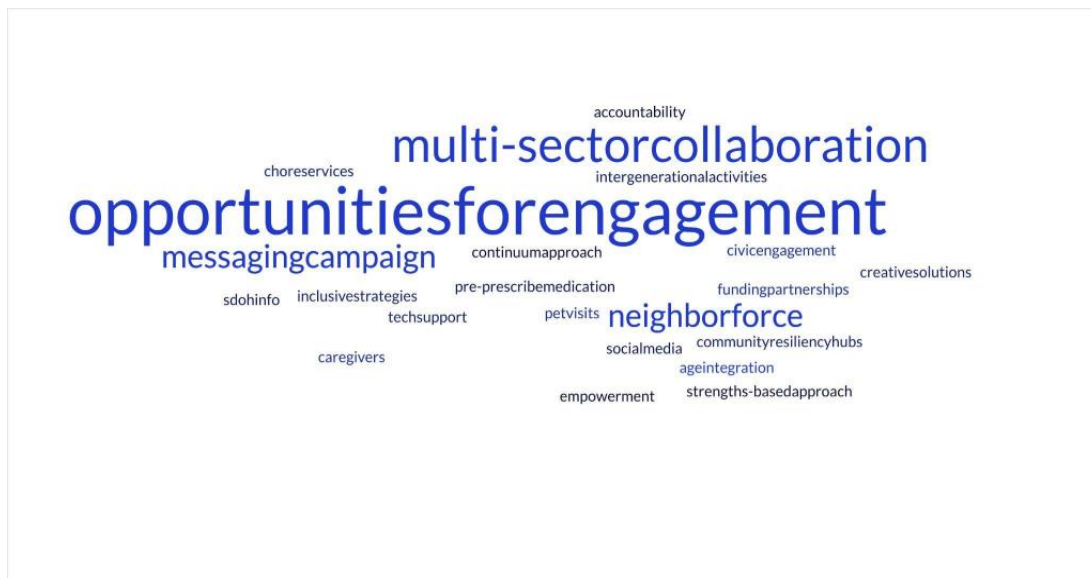 accountability
multi-sectorcollaboration
choreservices
intergenerationalactivities
opportunitiesforengagement
messagingcampaign
continuumapproach
civicengagement
creativesolutions
pre-prescribemedication
fundingpartnerships
sdohinfo
inclusivestrategies
techsupport
petvisits
neighborforce
communityresiliencyhubs
socialmedia
caregivers
ageintegration
empowerment
strengths-basedapproach